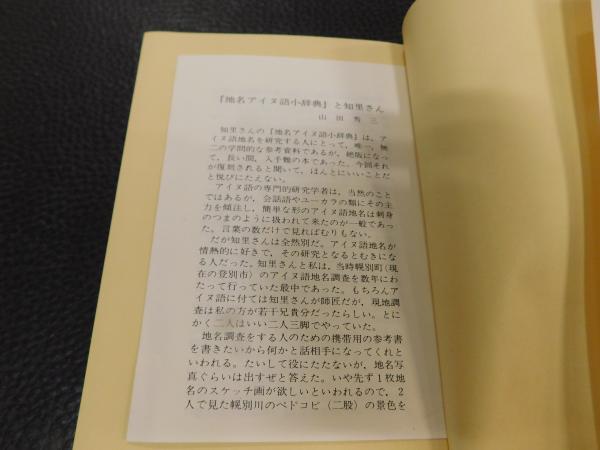 『地名アイヌ語小辞典』と知里さん
山田秀三
知里さんの『地名アイヌ語小辞典』は，ア
イヌ語地名を研究する人にとって，唯一，無
二の学問的な参考資料であるが，絶版になっ
て，長い間，入手難の本であった。今回それ
が復刻されると聞いて，ほんとにいいことだ
と悦びにたえない。
アイヌ語の専門的研究学者は，当然のこと
ではあるが，会話語やユーカラの類にその主
力を傾注し，簡単な形のアイヌ語地名は刺身
のつまのように扱われて来たのが一般であっ
た。言葉の数だけで見ればむりもない。
だが知里さんは全然別だ。アイヌ語地名が
情熱的に好きで，その研究となるとむきにな
る人だった。知里さんと私は，当時幌別町（現
在の登別市）のアイヌ語地名調査を数年にわ
たって行っていた最中であった。もちろんア
イヌ語に付ては知里さんが師匠だが，現地調
査は私の方が若干兄貴分だったらしい。とに
かく二人はいい二人三脚でやっていた。
地名調査をする人のための携帯用の参考書
を書きたいから何かと話相手になってくれと
いわれる。たいして役にたたないが，地名写
真ぐらいは出すぜと答えた。いや先ず1枚地
名のスケッチ画が欲しいといわれるので，2
人で見た幌別川のペドコピ（二股）の景色を